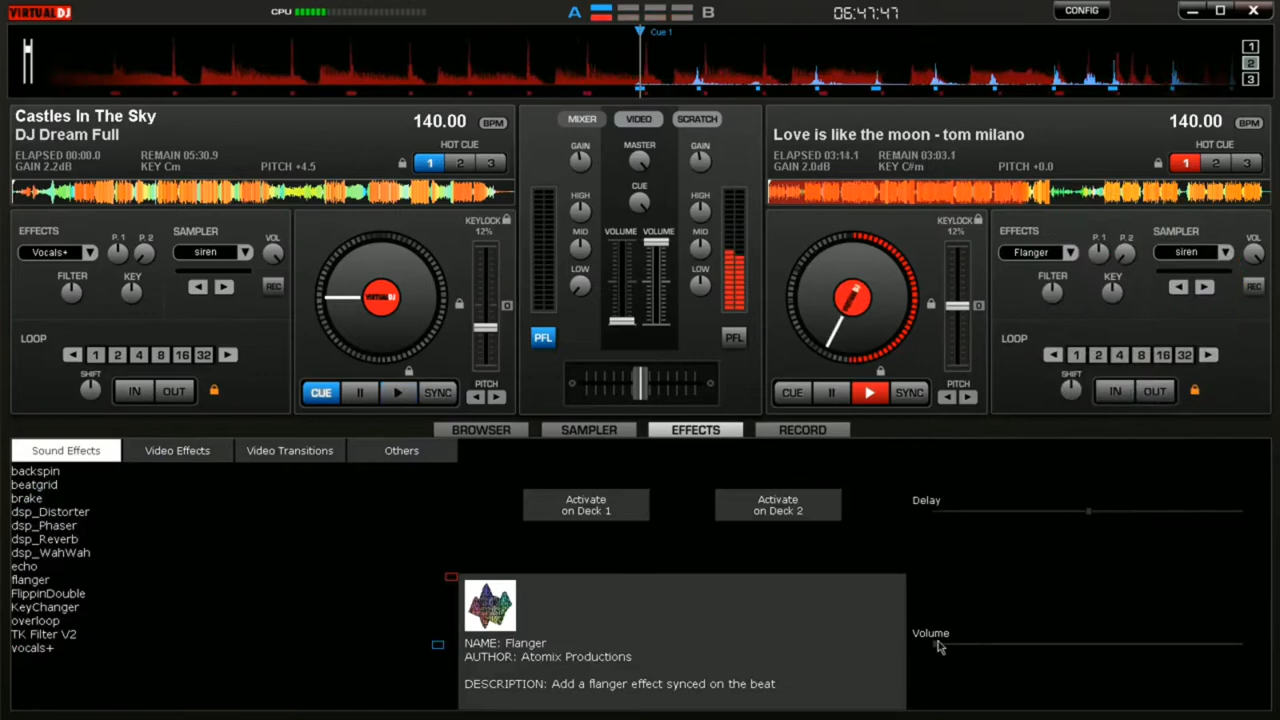 VIRTUAL DJ
CPU
A
B
06:47:47
CONFIG
Cue 1
1
2
3
Castles In The Sky
DJ Dream Full
140.00 BPM
ELAPSED 00:00.0 REMAIN 05:30.9
GAIN 2.2dB KEY Cm PITCH +4.5
HOT CUE
1 2 3
EFFECTS
Vocals+
P. 1 P. 2
SAMPLER
siren
VOL
FILTER KEY
REC
LOOP
1 2 4 8 16 32
SHIFT
IN OUT
KEYLOCK
12%
VIRTUALDJ
CUE
SYNC
PITCH
MIXER VIDEO SCRATCH
GAIN MASTER GAIN
HIGH CUE HIGH
MID VOLUME VOLUME MID
LOW LOW
PFL PFL
Love is like the moon - tom milano
140.00 BPM
ELAPSED 03:14.1 REMAIN 03:03.1
GAIN 2.0dB KEY C#m PITCH +0.0
HOT CUE
1 2 3
KEYLOCK
12%
CUE
SYNC
PITCH
EFFECTS
Flanger
P. 1 P. 2
SAMPLER
siren
VOL
FILTER KEY
REC
LOOP
1 2 4 8 16 32
SHIFT
IN OUT
BROWSER SAMPLER EFFECTS RECORD
Sound Effects Video Effects Video Transitions Others
backspin
beatgrid
brake
dsp_Distorter
dsp_Phaser
dsp_Reverb
dsp_WahWah
echo
flanger
FlippinDouble
KeyChanger
overloop
TK Filter V2
vocals+
Activate
on Deck 1
Activate
on Deck 2
Delay
Volume
NAME: Flanger
AUTHOR: Atomix Productions
DESCRIPTION: Add a flanger effect synced on the beat